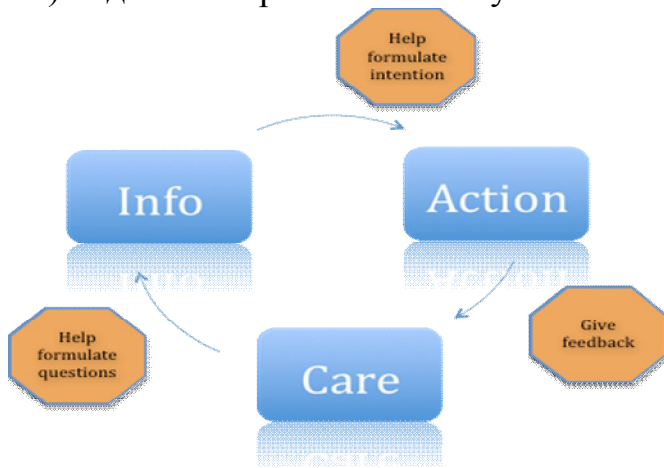 Help
formulate
intention
Info
Action
Help
formulate
questions
Give
feedback
Care